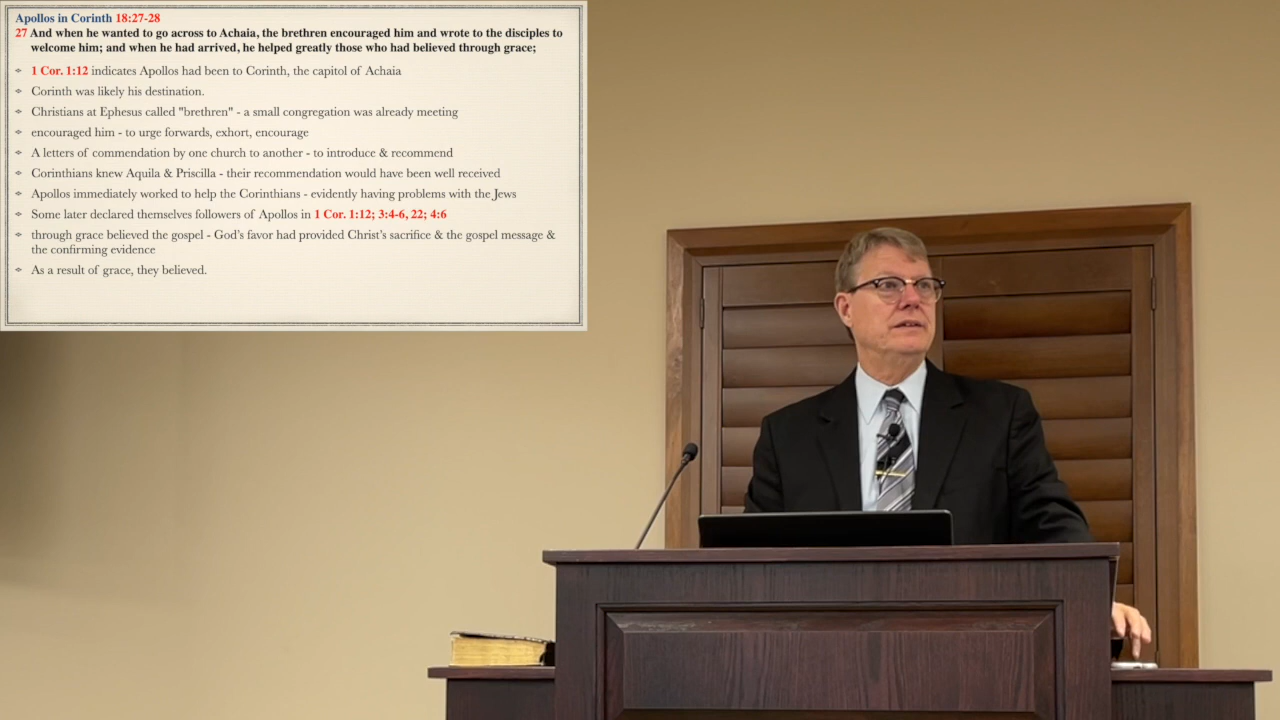 Apollos in Corinth 18:27-28
27 And when he wanted to go across to Achaia, the brethren encouraged him and wrote to the disciples to
welcome him; and when he had arrived, he helped greatly those who had believed through grace;
1 Cor. 1:12 indicates Apollos had been to Corinth, the capitol of Achaia
Corinth was likely his destination.
Christians at Ephesus called "brethren" - a small congregation was already meeting
encouraged him - to urge forwards, exhort, encourage
A letters of commendation by one church to another - to introduce & recommend
Corinthians knew Aquila & Priscilla - their recommendation would have been well received
Apollos immediately worked to help the Corinthians - evidently having problems with the Jews
Some later declared themselves followers of Apollos in 1 Cor. 1:12; 3:4-6, 22; 4:6
through grace believed the gospel - God's favor had provided Christ's sacrifice & the gospel message &
the confirming evidence
As a result of grace, they believed.